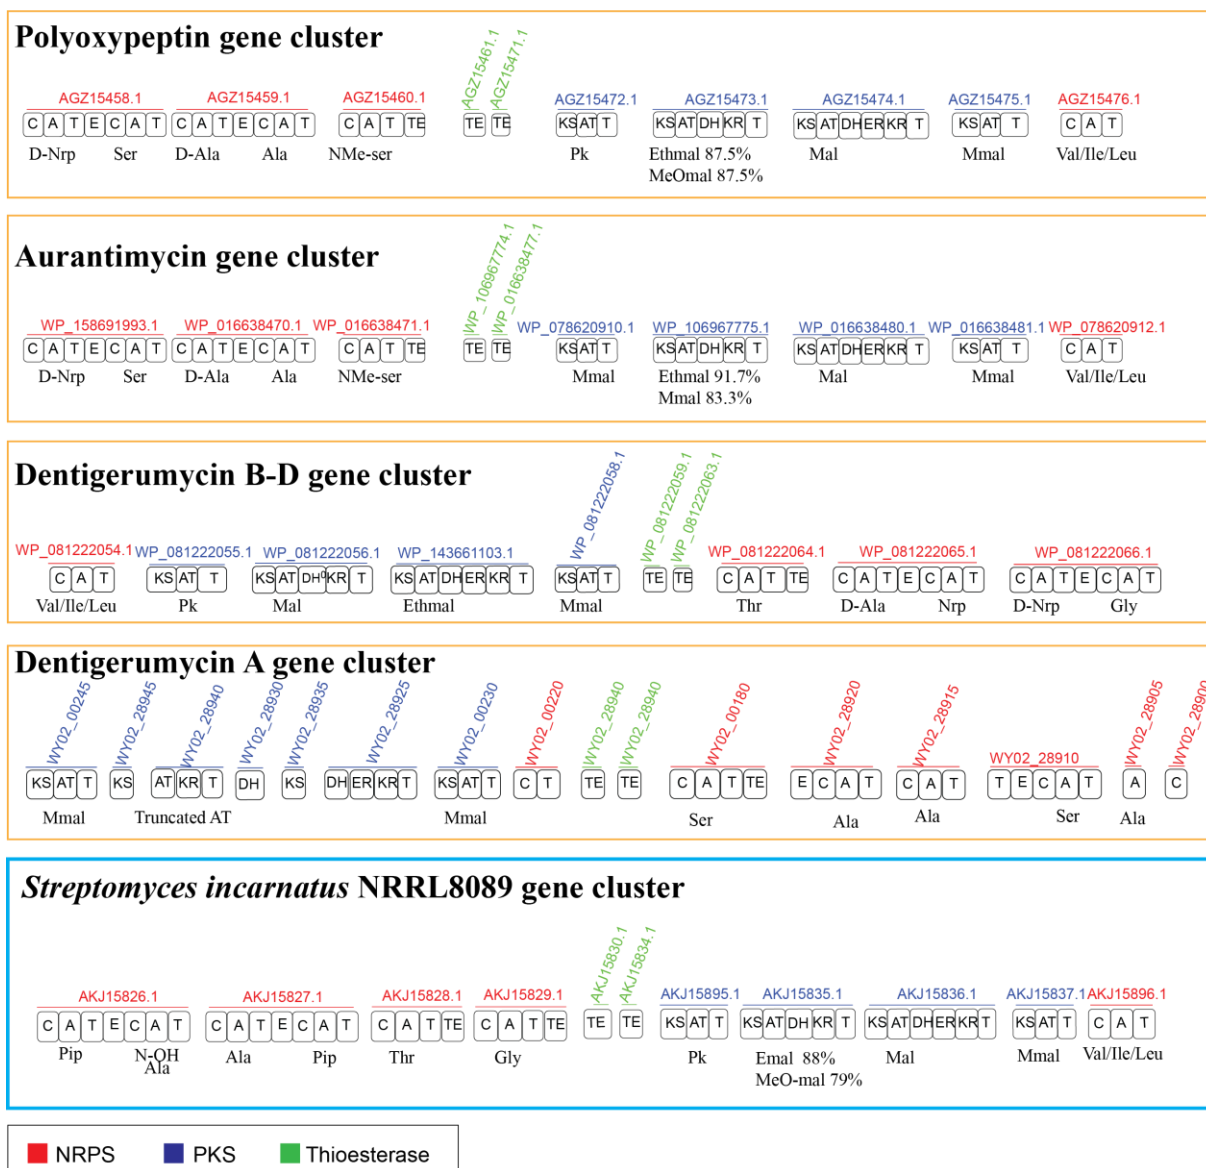 Polyoxypeptin gene cluster
AGZ15458.1 AGZ15459.1 AGZ15460.1 AGZ15461.1 AGZ15471.1 AGZ15472.1 AGZ15473.1 AGZ15474.1 AGZ15475.1 AGZ15476.1
C A T E C A T C A T E C A T C A T TE TE TE KS AT T KS AT DH KR T KS AT DH ER KR T KS AT T C A T
D-Nrp Ser D-Ala Ala NMe-ser Pk Ethmal 87.5% Mal Mmal Val/Ile/Leu
MeOmal 87.5%
Aurantimycin gene cluster
WP_158691993.1 WP_016638470.1 WP_016638471.1 WP_106967774.1 WP_016638477.1 WP_078620910.1 WP_106967775.1 WP_016638480.1 WP_016638481.1 WP_078620912.1
C A T E C A T C A T E C A T C A T TE TE TE KS AT T KS AT DH KR T KS AT DH ER KR T KS AT T C A T
D-Nrp Ser D-Ala Ala NMe-ser Mmal Ethmal 91.7% Mal Mmal Val/Ile/Leu
Mmal 83.3%
Dentigerumycin B-D gene cluster
WP_081222054.1 WP_081222055.1 WP_081222056.1 WP_143661103.1 WP_081222058.1 WP_081222059.1 WP_081222063.1 WP_081222064.1 WP_081222065.1 WP_081222066.1
C A T KS AT T KS AT DH KR T KS AT DH ER KR T KS AT T TE TE C A T TE C A T E C A T C A T E C A T
Val/Ile/Leu Pk Mal Ethmal Mmal Thr D-Ala Nrp D-Nrp Gly
Dentigerumycin A gene cluster
WY02_00245 WY02_28945 WY02_28940 WY02_28930 WY02_28935 WY02_28925 WY02_00230 WY02_00220 WY02_28940 WY02_28940 WY02_00180 WY02_28920 WY02_28915 WY02_28910 WY02_28905
KS AT T KS AT KR T DH KS DH ER KR T KS AT T C T TE TE C A T TE E C A T C A T T E C A T A C
Mmal Truncated AT Mmal Ser Ala Ala Ser Ala
Streptomyces incarnatus NRRL8089 gene cluster
AKJ15826.1 AKJ15827.1 AKJ15828.1 AKJ15829.1 AKJ15830.1 AKJ15834.1 AKJ15895.1 AKJ15835.1 AKJ15836.1 AKJ15837.1 AKJ15896.1
C A T E C A T C A T E C A T C A T TE C A T TE TE TE KS AT T KS AT DH KR T KS AT DH ER KR T KS AT T C A T
Pip N-OH Ala Pip Thr Gly Pk Emal 88% Mal Mmal Val/Ile/Leu
Ala MeO-mal 79%
NRPS PKS Thioesterase